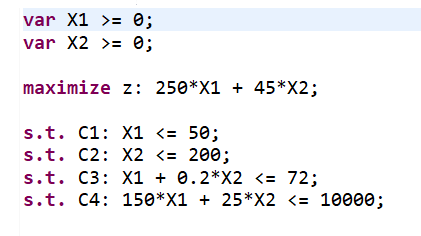 var X1 >= 0;
var X2 >= 0;
maximize z: 250*X1 + 45*X2;
s.t. C1: X1 <= 50;
s.t. C2: X2 <= 200;
s.t. C3: X1 + 0.2*X2 <= 72;
s.t. C4: 150*X1 + 25*X2 <= 10000;